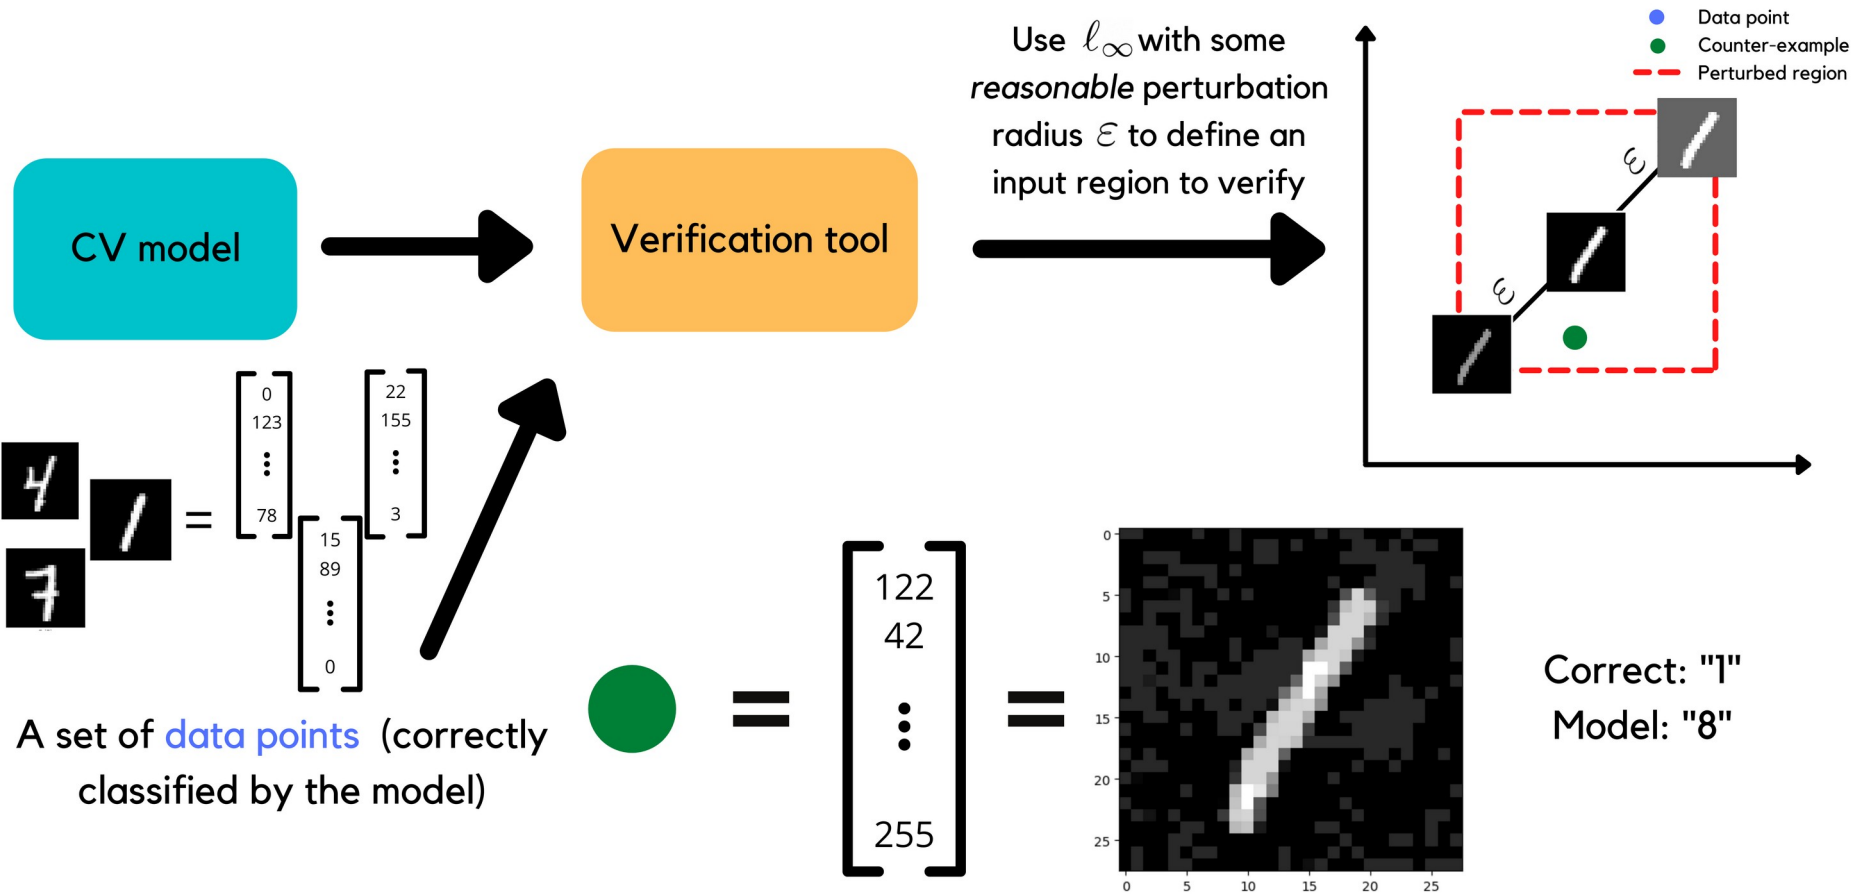 CV model
Verification tool
Use ℓ∞ with some
reasonable perturbation
radius ε to define an
input region to verify
Data point
Counter-example
Perturbed region
ε
ε
=
0
123
⋮
78
22
155
⋮
3
15
89
⋮
0
A set of data points (correctly
classified by the model)
=
122
42
⋮
255
=
0
5
10
15
20
25
0 5 10 15 20 25
Correct: "1"
Model: "8"
4
1
7